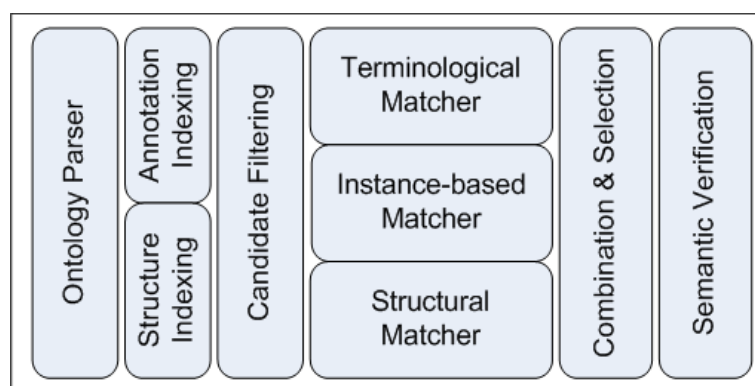 Ontology Parser
Annotation
Indexing
Structure
Indexing
Candidate Filtering
Terminological
Matcher
Instance-based
Matcher
Structural
Matcher
Combination & Selection
Semantic Verification